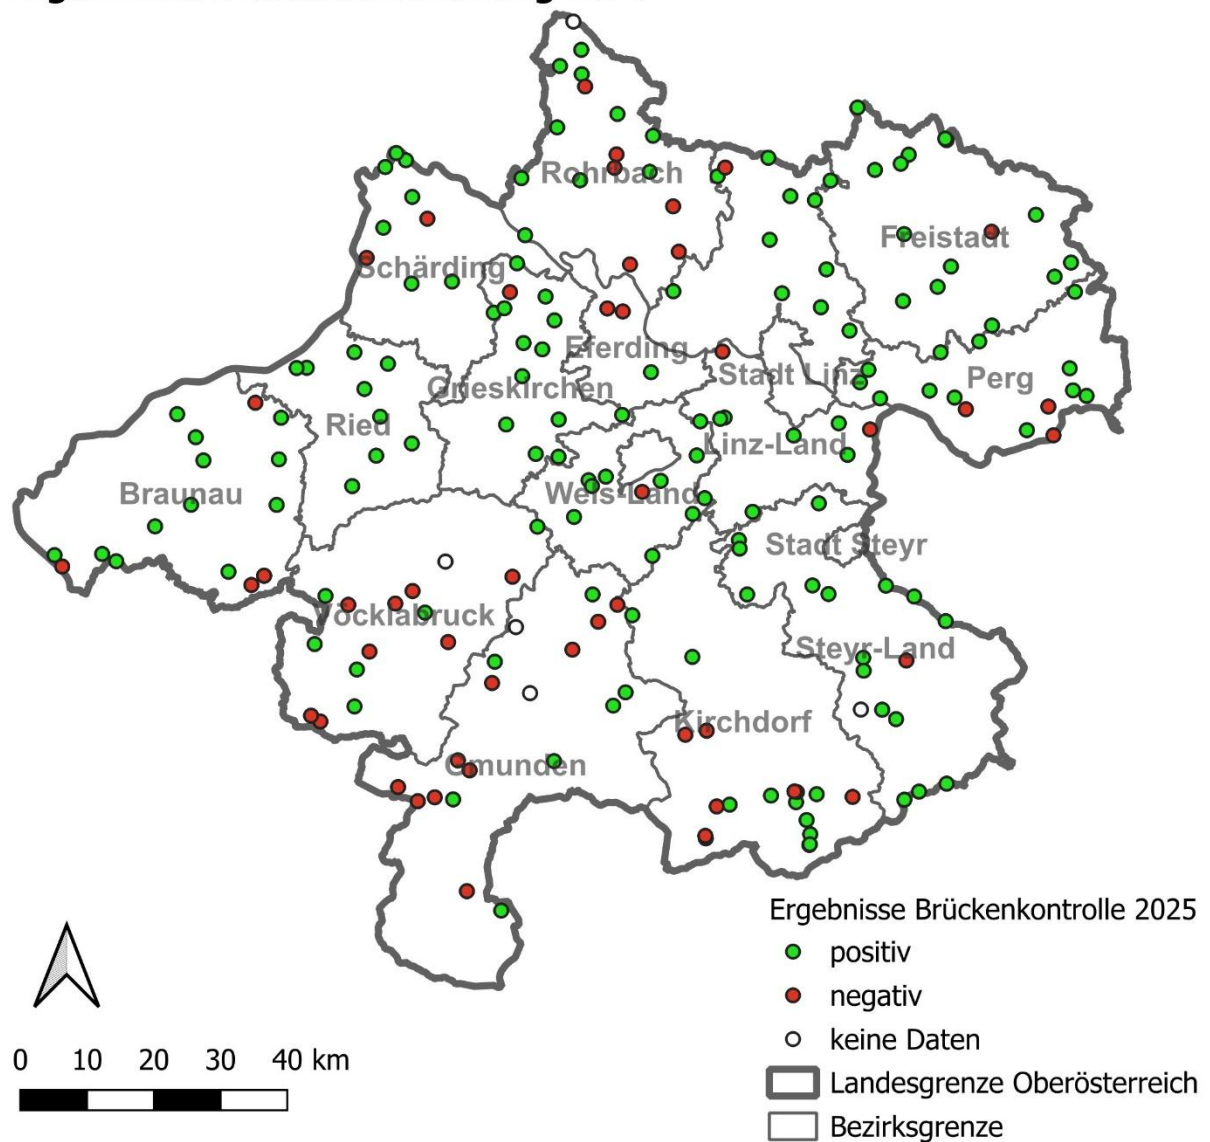 Rohrbach
Freistadt
Schärding
Eferding
Stadt Linz
Perg
Grieskirchen
Ried
Linz-Land
Braunau
Wels-Land
Stadt Steyr
Vöcklabruck
Steyr-Land
Kirchdorf
Gmunden
Ergebnisse Brückenkontrolle 2025
positiv
negativ
keine Daten
0 10 20 30 40 km
Landesgrenze Oberösterreich
Bezirksgrenze